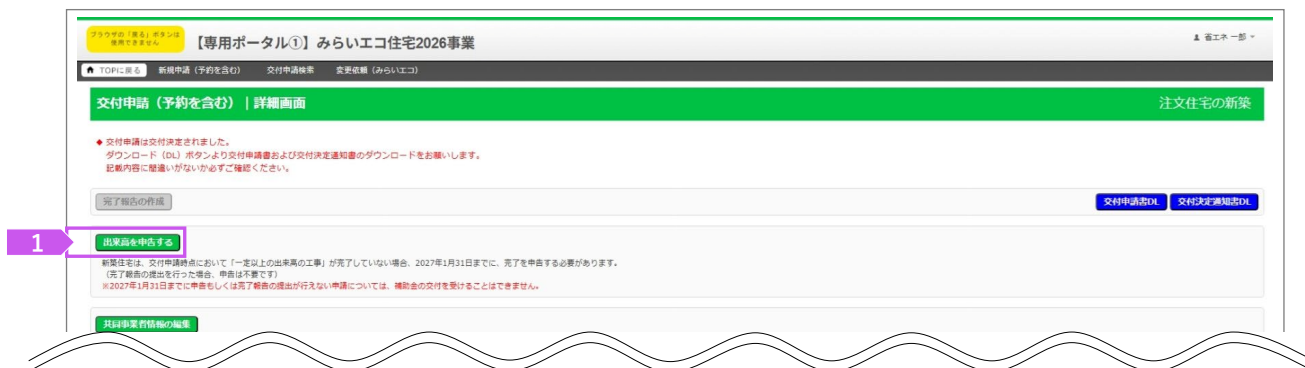 ブラウザの「戻る」ボタンは
使用できません
【専用ポータル①】みらいエコ住宅2026事業
省エネ 一郎
TOPに戻る 新規申請（予約を含む） 交付申請検索 変更依頼（みらいエコ）
交付申請（予約を含む）｜詳細画面 注文住宅の新築
◆ 交付申請は交付決定されました。
ダウンロード（DL）ボタンより交付申請書および交付決定通知書のダウンロードをお願いします。
記載内容に間違いがないか必ずご確認ください。
完了報告の作成 交付申請書DL 交付決定通知書DL
1 出来高を申告する
新築住宅は、交付申請時点において「一定以上の出来高の工事」が完了していない場合、2027年1月31日までに、完了を申告する必要があります。
（完了報告の提出を行った場合、申告は不要です）
※2027年1月31日までに申告もしくは完了報告の提出が行えない申請については、補助金の交付を受けることはできません。
共同事業者情報の編集